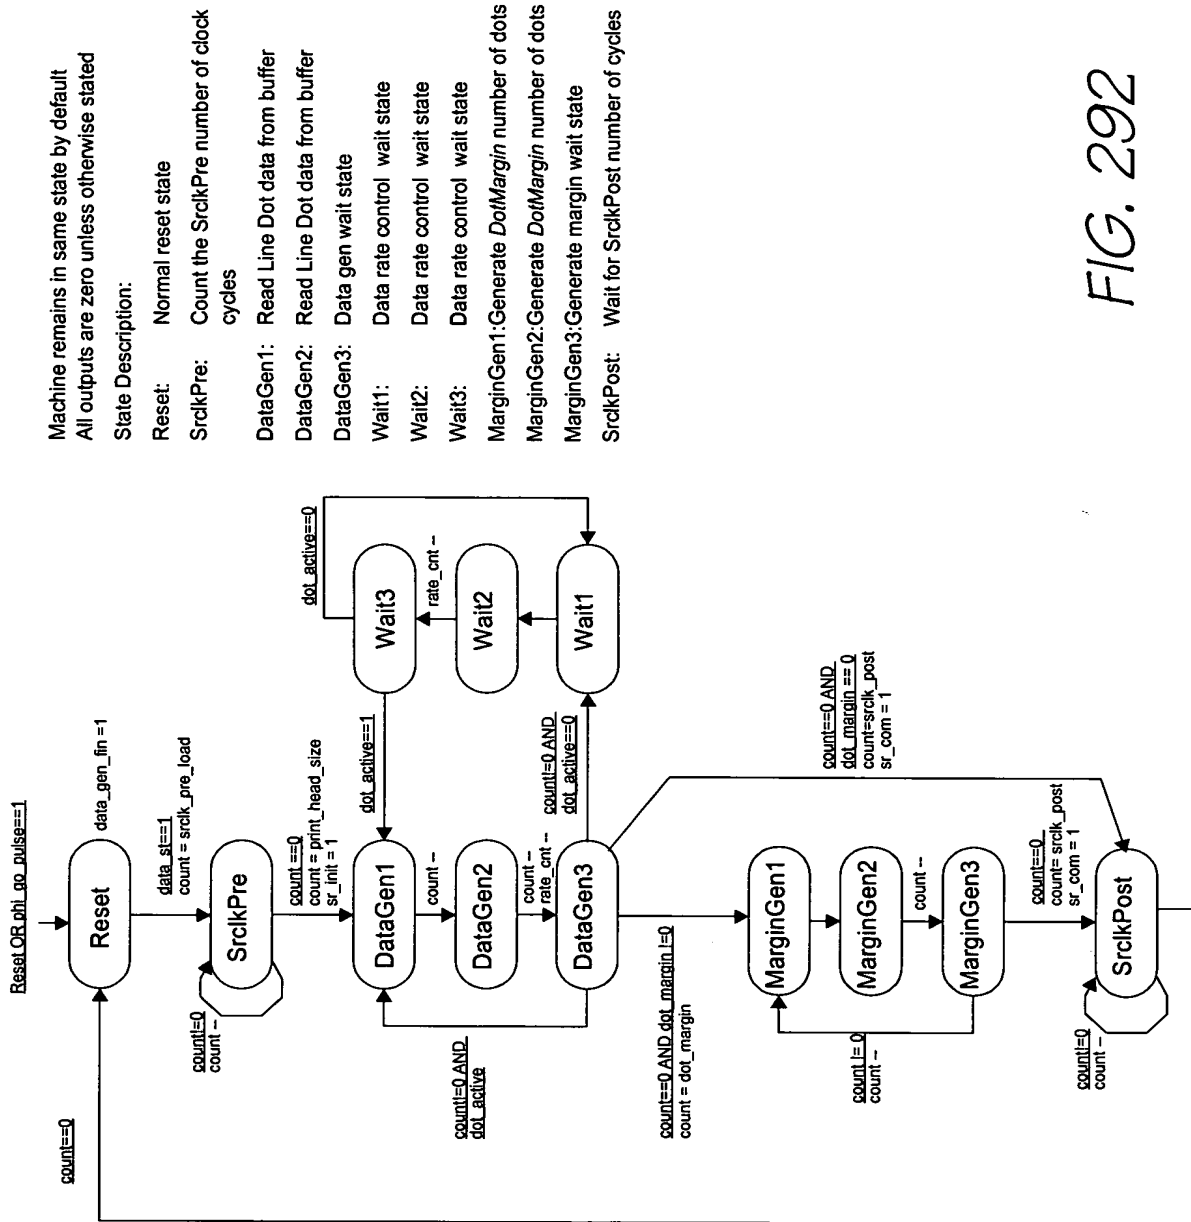 Machine remains in same state by default
All outputs are zero unless otherwise stated
State Description:
Reset: Normal reset state
SrclkPre: Count the SrclkPre number of clock
cycles
DataGen1: Read Line Dot data from buffer
DataGen2: Read Line Dot data from buffer
DataGen3: Data gen wait state
Wait1: Data rate control wait state
Wait2: Data rate control wait state
Wait3: Data rate control wait state
MarginGen1:Generate DotMargin number of dots
MarginGen2:Generate DotMargin number of dots
MarginGen3:Generate margin wait state
SrclkPost: Wait for SrclkPost number of cycles
Reset OR phi_go_pulse==1
count==0
Reset
data_gen_fin =1
data_st==1
count = srclk_pre_load
SrclkPre
count!=0
count --
count ==0
count = print_head_size
sr_init = 1
DataGen1
count --
DataGen2
count --
rate_cnt --
DataGen3
count!=0 AND
dot_active
dot_active==1
count!=0 AND
dot_active==0
Wait3
rate_cnt --
Wait2
Wait1
dot_active==0
count==0 AND dot_margin !=0
count = dot_margin
count==0 AND
dot_margin == 0
count=srclk_post
sr_com = 1
MarginGen1
MarginGen2
count --
MarginGen3
count != 0
count --
count==0
count= srclk_post
sr_com = 1
SrclkPost
count!=0
count --
FIG. 292